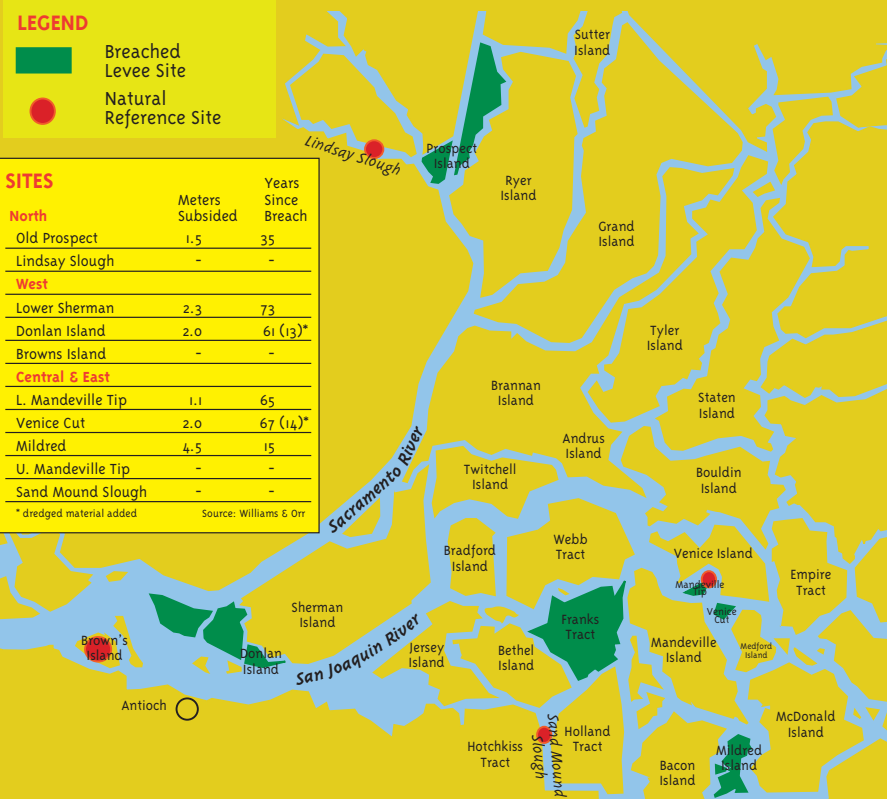 LEGEND
Breached
Levee Site
Natural
Reference Site
SITES
Meters
Subsided
Years
Since
Breach
North
Old Prospect 1.5 35
Lindsay Slough - -
West
Lower Sherman 2.3 73
Donlan Island 2.0 61 (13)*
Browns Island - -
Central & East
L. Mandeville Tip 1.1 65
Venice Cut 2.0 67 (14)*
Mildred 4.5 15
U. Mandeville Tip - -
Sand Mound Slough - -
* dredged material added Source: Williams & Orr
Sutter
Island
Lindsay Slough
Prospect
Island
Ryer
Island
Grand
Island
Tyler
Island
Brannan
Island
Staten
Island
Andrus
Island
Twitchell
Island
Bouldin
Island
Sacramento River
Bradford
Island
Webb
Tract
Venice Island
Empire
Tract
Mandeville
Tip
Venice
Cut
Sherman
Island
Franks
Tract
Brown's
Island
Donlan
Island
San Joaquin River
Jersey
Island
Bethel
Island
Mandeville
Island
Medford
Island
Antioch
McDonald
Island
Hotchkiss
Tract
Sand Mound
Slough
Holland
Tract
Mildred
Island
Bacon
Island